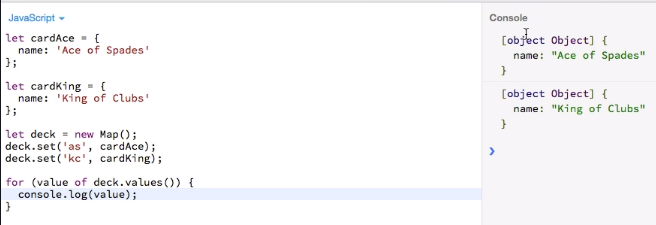 JavaScript
let cardAce = {
  name: 'Ace of Spades'
};

let cardKing = {
  name: 'King of Clubs'
};

let deck = new Map();
deck.set('as', cardAce);
deck.set('kc', cardKing);

for (value of deck.values()) {
  console.log(value);
}
Console
[object Object] {
  name: "Ace of Spades"
}
[object Object] {
  name: "King of Clubs"
}
❯